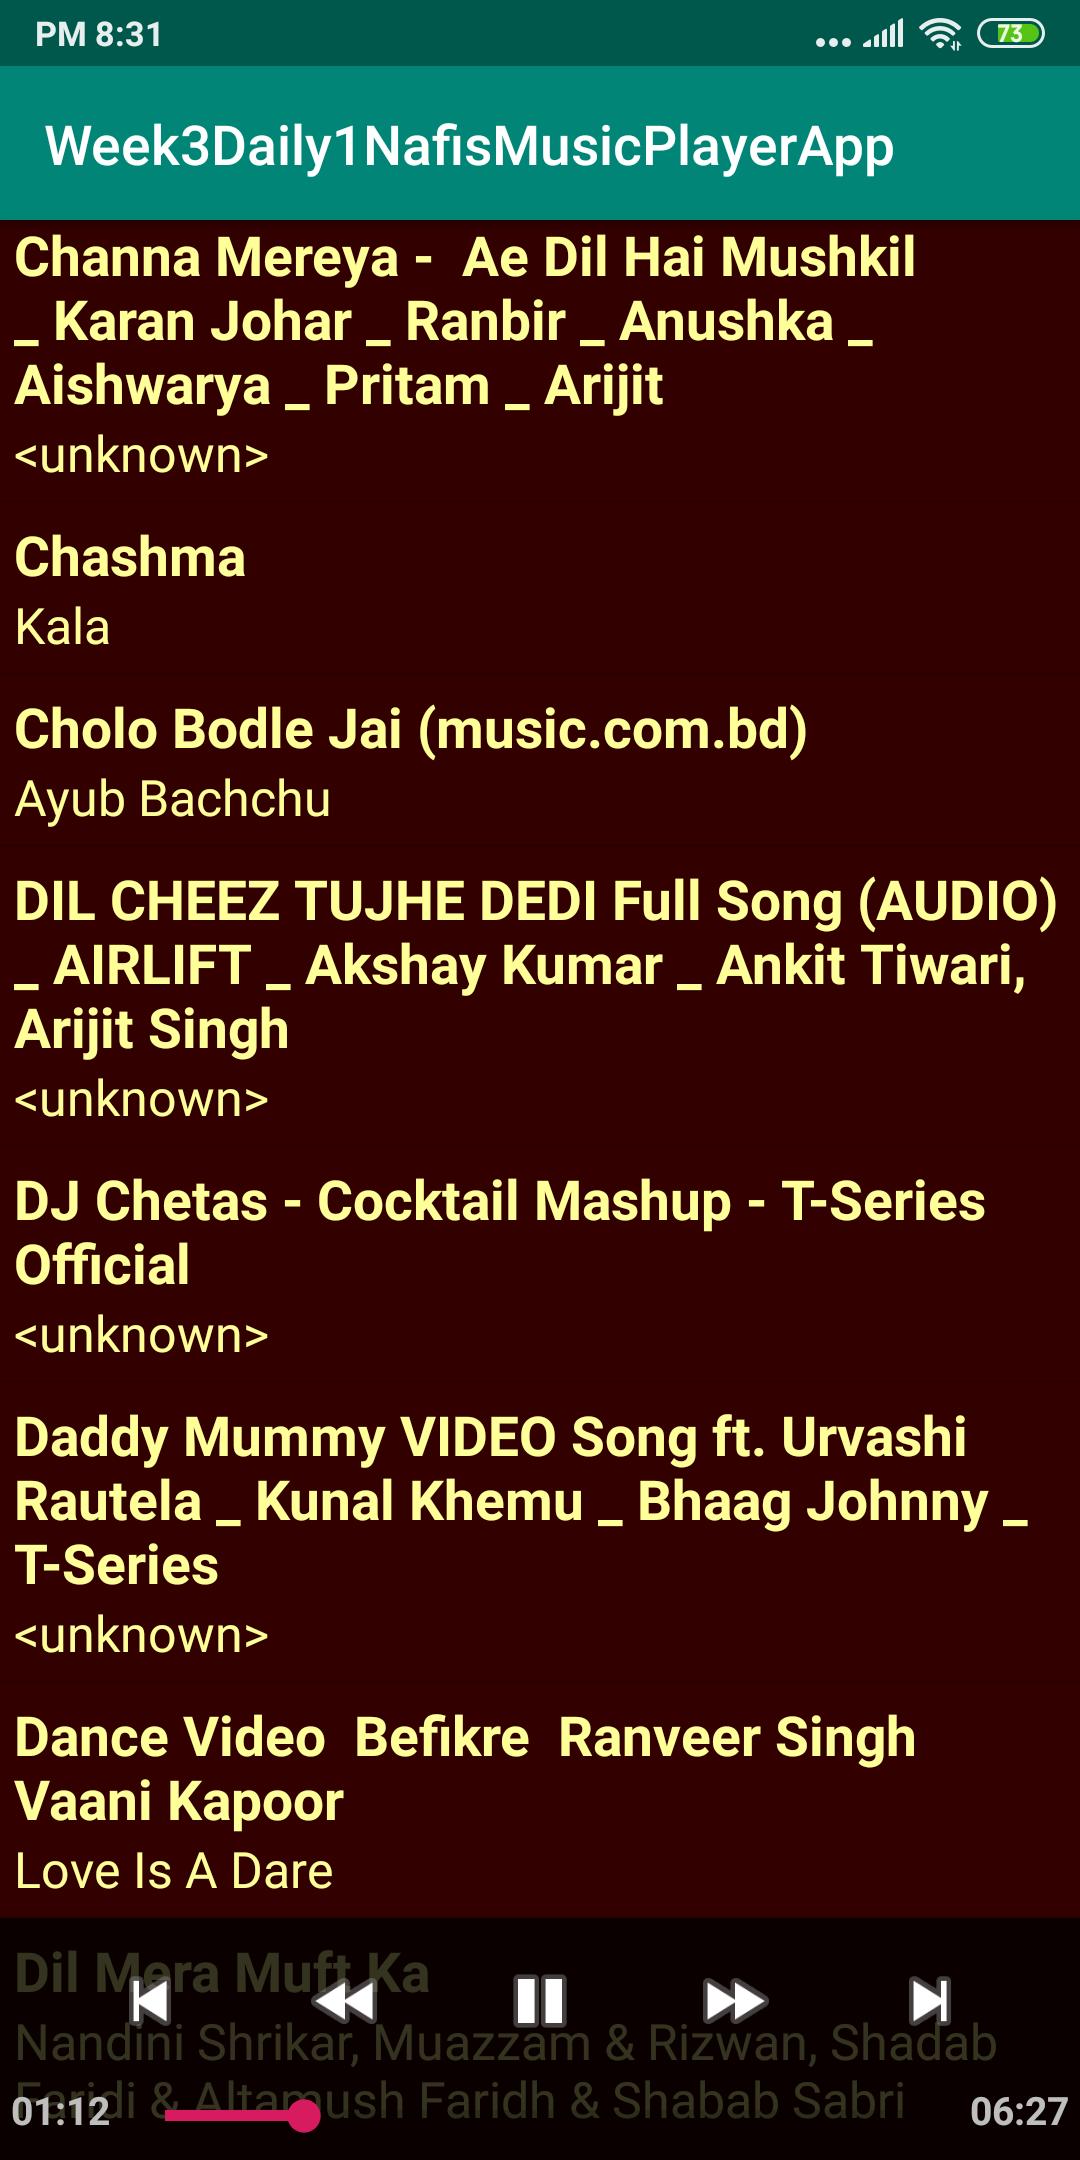 PM 8:31
73
Week3Daily1NafisMusicPlayerApp
Channa Mereya -  Ae Dil Hai Mushkil
_ Karan Johar _ Ranbir _ Anushka _
Aishwarya _ Pritam _ Arijit
<unknown>
Chashma
Kala
Cholo Bodle Jai (music.com.bd)
Ayub Bachchu
DIL CHEEZ TUJHE DEDI Full Song (AUDIO)
_ AIRLIFT _ Akshay Kumar _ Ankit Tiwari,
Arijit Singh
<unknown>
DJ Chetas - Cocktail Mashup - T-Series
Official
<unknown>
Daddy Mummy VIDEO Song ft. Urvashi
Rautela _ Kunal Khemu _ Bhaag Johnny _
T-Series
<unknown>
Dance Video  Befikre  Ranveer Singh
Vaani Kapoor
Love Is A Dare
Dil Mera Muft Ka
Nandini Shrikar, Muazzam & Rizwan, Shadab
Faridi & Altamush Faridh & Shabab Sabri
01:12
06:27